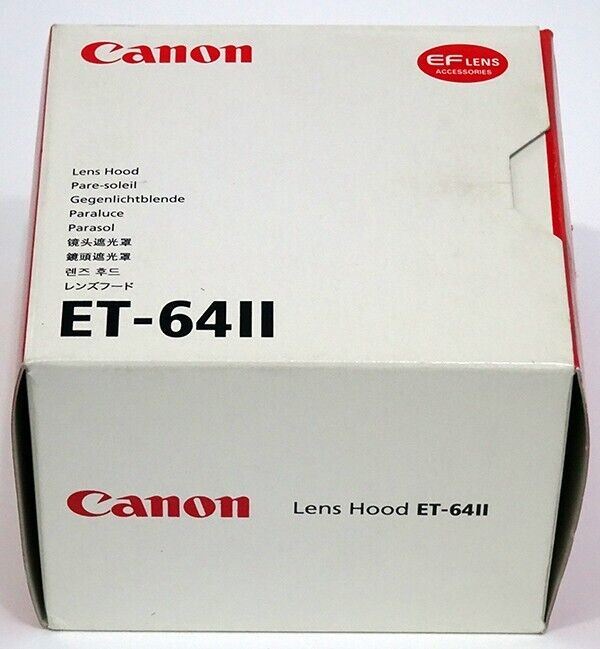 Canon
EF LENS
ACCESSORIES
Lens Hood
Pare-soleil
Gegenlichtblende
Paraluce
Parasol
镜头遮光罩
鏡頭遮光罩
렌즈 후드
レンズフード
ET-64II
Canon Lens Hood ET-64II